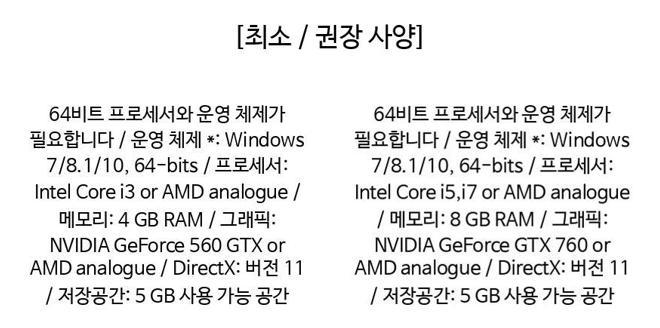 [최소 / 권장 사양]
64비트 프로세서와 운영 체제가
필요합니다 / 운영 체제 *: Windows
7/8.1/10, 64-bits / 프로세서:
Intel Core i3 or AMD analogue /
메모리: 4 GB RAM / 그래픽:
NVIDIA GeForce 560 GTX or
AMD analogue / DirectX: 버전 11
/ 저장공간: 5 GB 사용 가능 공간
64비트 프로세서와 운영 체제가
필요합니다 / 운영 체제 *: Windows
7/8.1/10, 64-bits / 프로세서:
Intel Core i5,i7 or AMD analogue
/ 메모리: 8 GB RAM / 그래픽:
NVIDIA GeForce GTX 760 or
AMD analogue / DirectX: 버전 11
/ 저장공간: 5 GB 사용 가능 공간